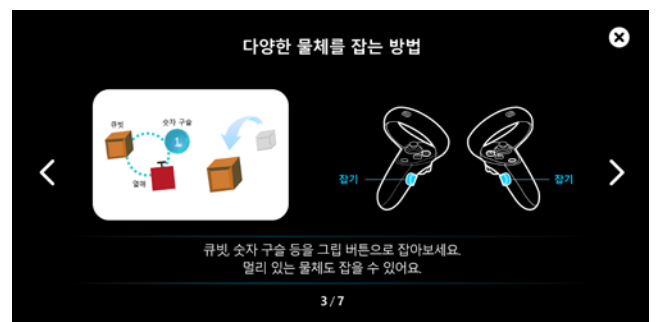 다양한 물체를 잡는 방법
큐빗
숫자 구슬
1
열매
잡기
잡기
큐빗, 숫자 구슬 등을 그립 버튼으로 잡아보세요.
멀리 있는 물체도 잡을 수 있어요.
3/7